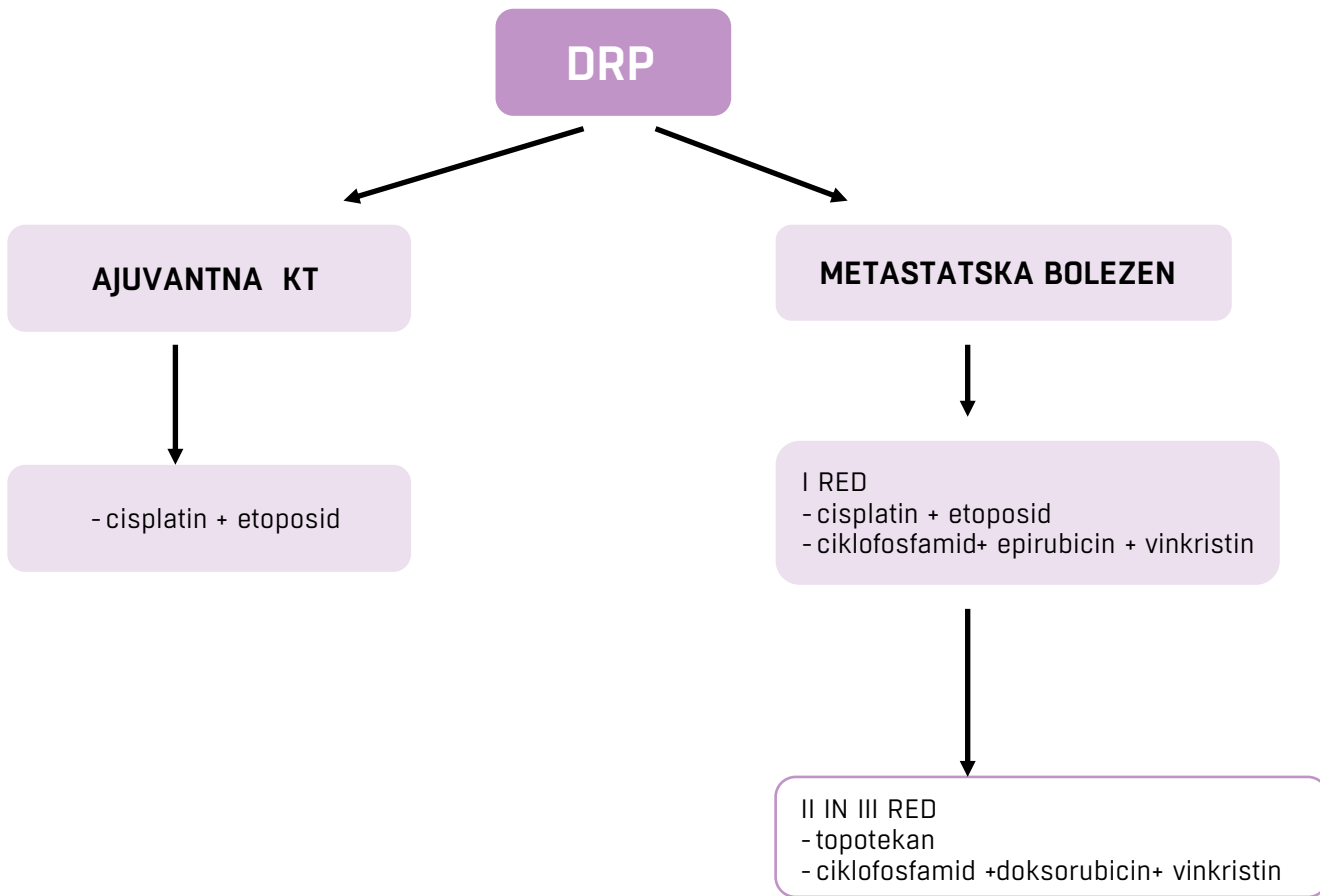 DRP
AJUVANTNA KT
METASTATSKA BOLEZEN
- cisplatin + etoposid
I RED
- cisplatin + etoposid
- ciklofosfamid+ epirubicin + vinkristin
II IN III RED
- topotekan
- ciklofosfamid +doksorubicin+ vinkristin